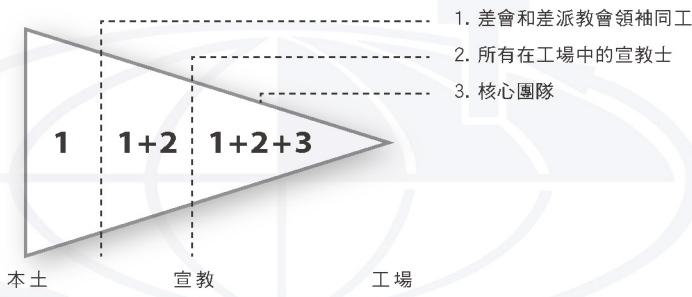 1. 差會和差派教會領袖同工
2. 所有在工場中的宣教士
3. 核心團隊
1 1+2 1+2+3
本土 宣教 工場